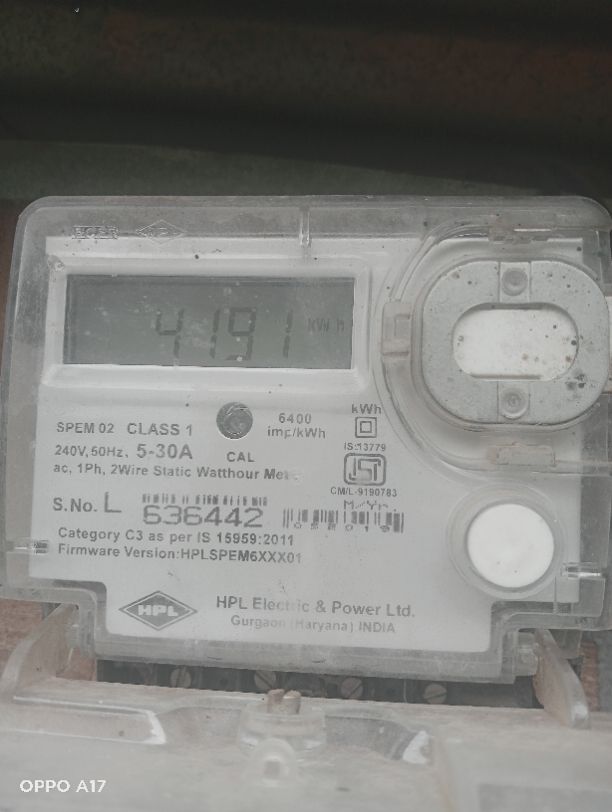 HPL
4191 kWh
SPEM 02 CLASS 1
6400
imp/kWh
kWh
240V, 50Hz, 5-30A
CAL
IS:13779
ac, 1Ph, 2Wire Static Watthour
CM/L-9190783
S.No. L 636442
M/Yr.
Category C3 as per IS 15959:2011
Firmware Version:HPLSPEM6XXX01
HPL
HPL Electric & Power Ltd.
Gurgaon (Haryana) INDIA
OPPO A17